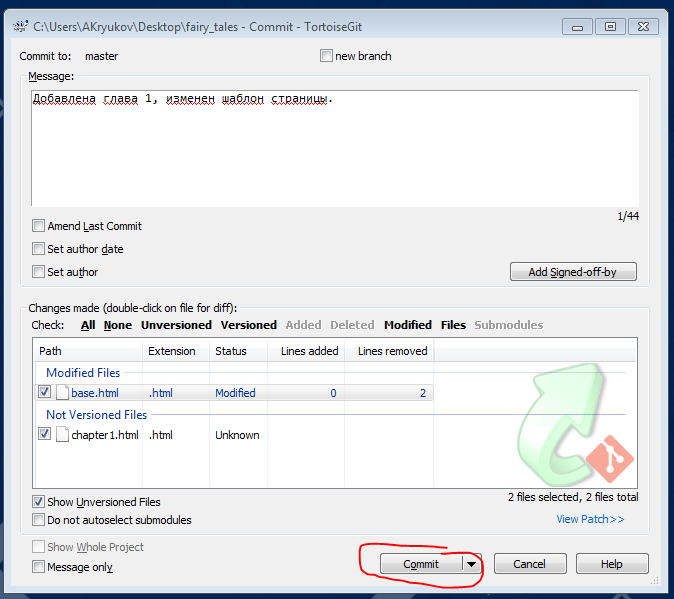 C:\Users\AKryukov\Desktop\fairy_tales - Commit - TortoiseGit
Commit to: master new branch
Message:
Добавлена глава 1, изменен шаблон страницы.
1/44
Amend Last Commit
Set author date
Set author
Add Signed-off-by
Changes made (double-click on file for diff):
Check: All None Unversioned Versioned Added Deleted Modified Files Submodules
Path Extension Status Lines added Lines removed
Modified Files
base.html .html Modified 0 2
Not Versioned Files
chapter1.html .html Unknown
Show Unversioned Files 2 files selected, 2 files total
Do not autoselect submodules View Patch>>
Show Whole Project
Message only
Commit Cancel Help